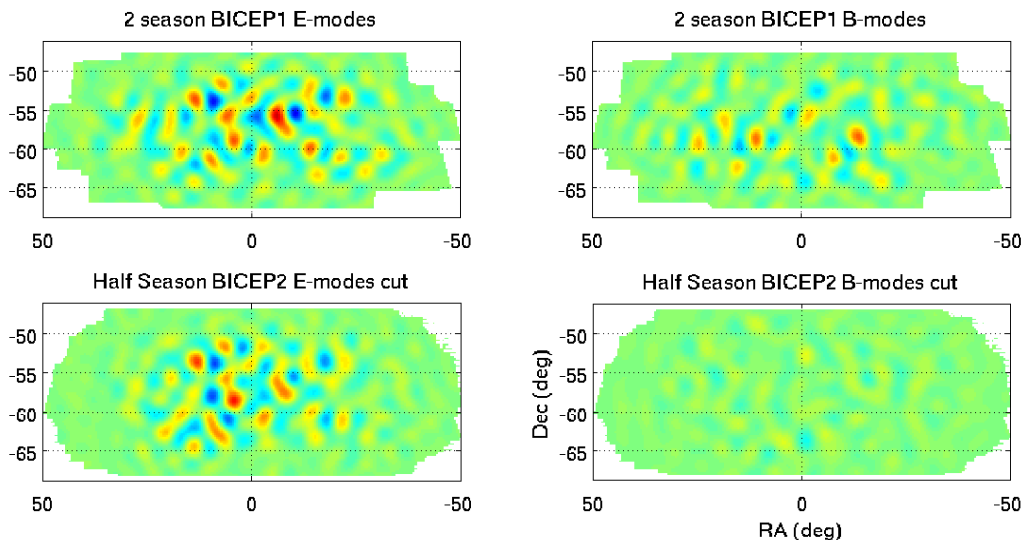 2 season BICEP1 E-modes
-50
-55
-60
-65
50 0 -50
2 season BICEP1 B-modes
-50
-55
-60
-65
50 0 -50
Half Season BICEP2 E-modes cut
-50
-55
-60
-65
50 0 -50
Half Season BICEP2 B-modes cut
Dec (deg)
-50
-55
-60
-65
50 0 -50
RA (deg)